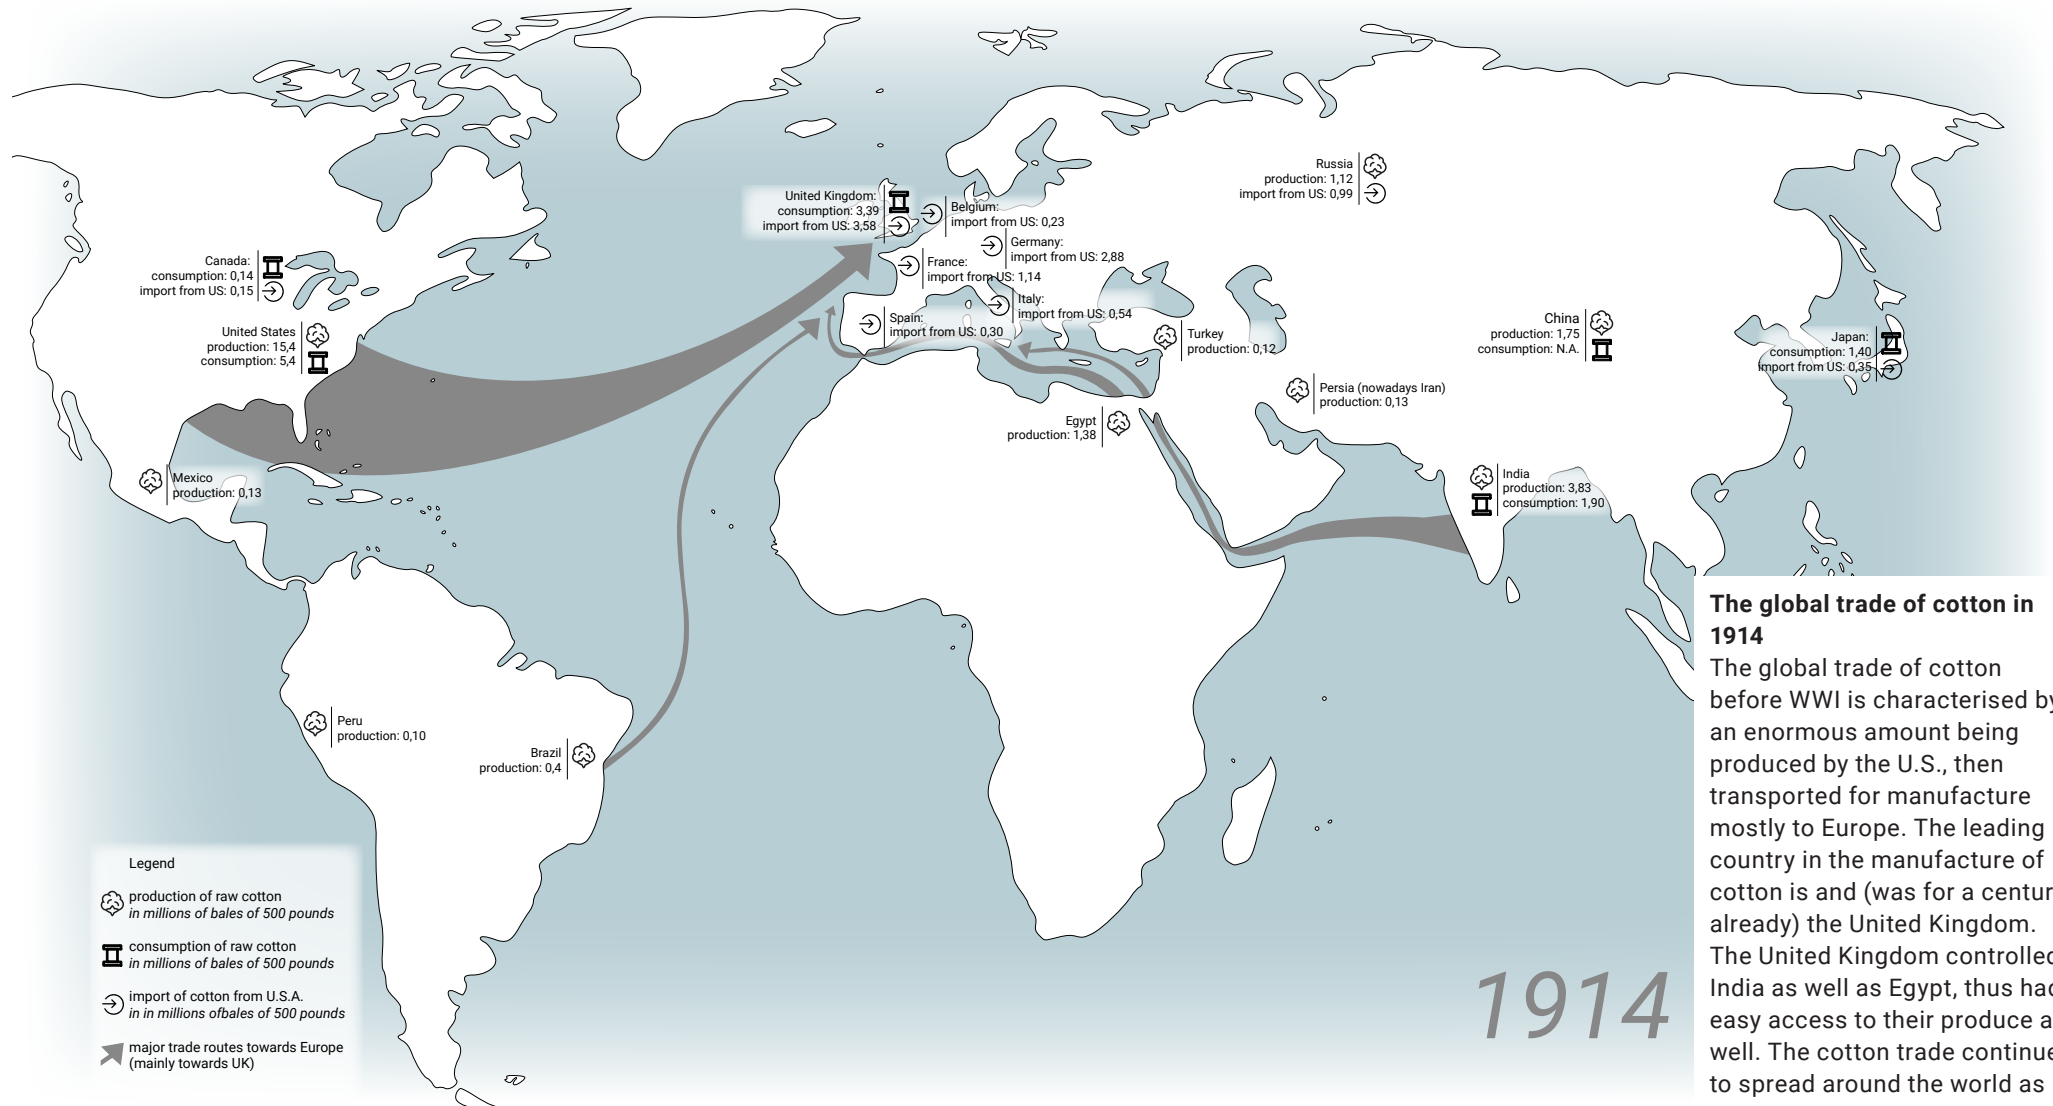 Russia
production: 1,12
import from US: 0,99
United Kingdom:
consumption: 3,39
import from US: 3,58
Belgium:
import from US: 0,23
Germany:
import from US: 2,88
France:
import from US: 1,14
Italy:
import from US: 0,54
Spain:
import from US: 0,30
Canada:
consumption: 0,14
import from US: 0,15
United States
production: 15,4
consumption: 5,4
Turkey
production: 0,12
China
production: 1,75
consumption: N.A.
Japan:
consumption: 1,40
import from US: 0,35
Persia (nowadays Iran)
production: 0,13
Egypt
production: 1,38
Mexico
production: 0,13
India
production: 3,83
consumption: 1,90
Peru
production: 0,10
Brazil
production: 0,4
Legend
production of raw cotton
in millions of bales of 500 pounds
consumption of raw cotton
in millions of bales of 500 pounds
import of cotton from U.S.A.
in in millions ofbales of 500 pounds
major trade routes towards Europe
(mainly towards UK)
1914
The global trade of cotton in
1914
The global trade of cotton
before WWI is characterised by
an enormous amount being
produced by the U.S., then
transported for manufacture
mostly to Europe. The leading
country in the manufacture of
cotton is and (was for a centur
already) the United Kingdom.
The United Kingdom controlled
India as well as Egypt, thus had
easy access to their produce a
well. The cotton trade continue
to spread around the world as